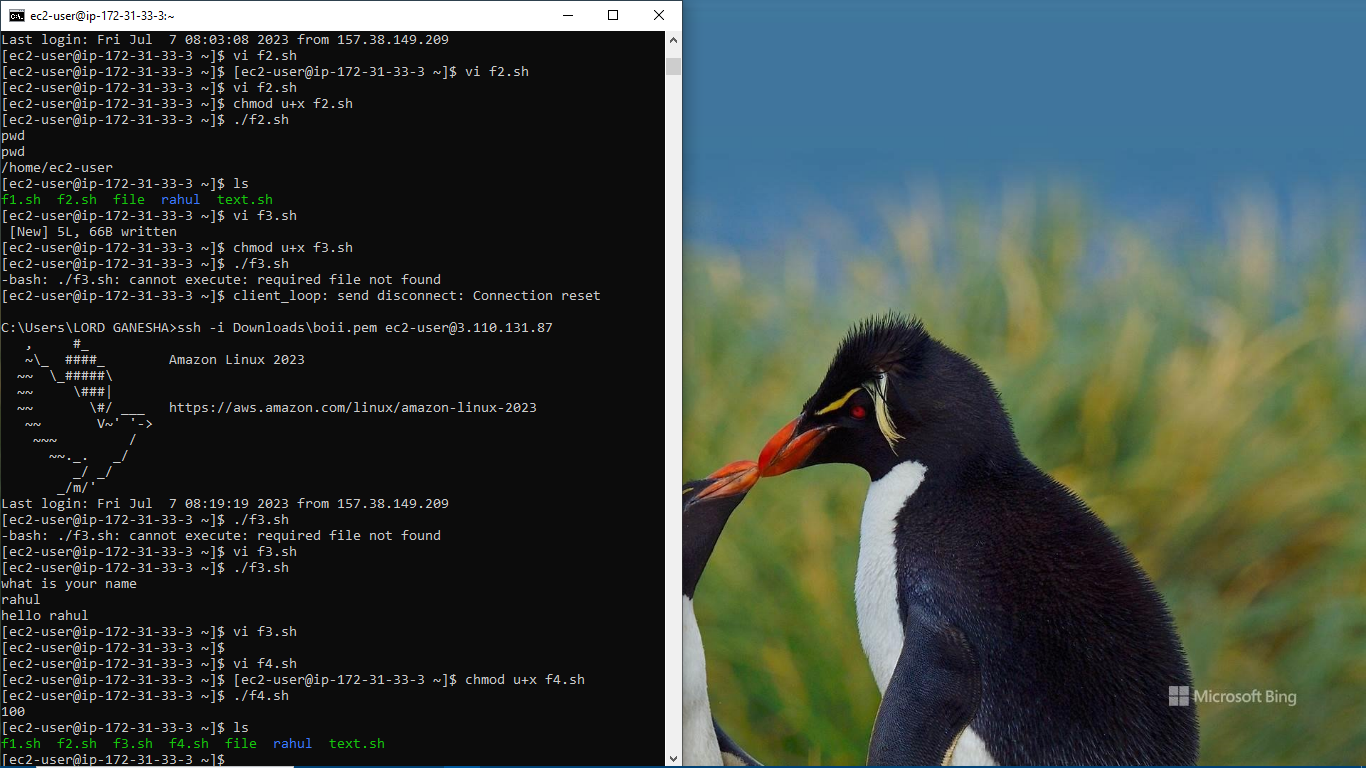 ec2-user@ip-172-31-33-3:~
Last login: Fri Jul  7 08:03:08 2023 from 157.38.149.209
[ec2-user@ip-172-31-33-3 ~]$ vi f2.sh
[ec2-user@ip-172-31-33-3 ~]$ [ec2-user@ip-172-31-33-3 ~]$ vi f2.sh
[ec2-user@ip-172-31-33-3 ~]$ vi f2.sh
[ec2-user@ip-172-31-33-3 ~]$ chmod u+x f2.sh
[ec2-user@ip-172-31-33-3 ~]$ ./f2.sh
pwd
pwd
/home/ec2-user
[ec2-user@ip-172-31-33-3 ~]$ ls
f1.sh  f2.sh  file  rahul  text.sh
[ec2-user@ip-172-31-33-3 ~]$ vi f3.sh
 [New] 5L, 66B written
[ec2-user@ip-172-31-33-3 ~]$ chmod u+x f3.sh
[ec2-user@ip-172-31-33-3 ~]$ ./f3.sh
-bash: ./f3.sh: cannot execute: required file not found
[ec2-user@ip-172-31-33-3 ~]$ client_loop: send disconnect: Connection reset
C:\Users\LORD GANESHA>ssh -i Downloads\boii.pem ec2-user@3.110.131.87
   ,     #_
   ~\_  ####_        Amazon Linux 2023
  ~~  \_#####\
  ~~     \###|
  ~~       \#/ ___   https://aws.amazon.com/linux/amazon-linux-2023
   ~~       V~' '->
    ~~~         /
      ~~._.   _/
         _/ _/
       _/m/'
Last login: Fri Jul  7 08:19:19 2023 from 157.38.149.209
[ec2-user@ip-172-31-33-3 ~]$ ./f3.sh
-bash: ./f3.sh: cannot execute: required file not found
[ec2-user@ip-172-31-33-3 ~]$ vi f3.sh
[ec2-user@ip-172-31-33-3 ~]$ ./f3.sh
what is your name
rahul
hello rahul
[ec2-user@ip-172-31-33-3 ~]$ vi f3.sh
[ec2-user@ip-172-31-33-3 ~]$
[ec2-user@ip-172-31-33-3 ~]$ vi f4.sh
[ec2-user@ip-172-31-33-3 ~]$ [ec2-user@ip-172-31-33-3 ~]$ chmod u+x f4.sh
[ec2-user@ip-172-31-33-3 ~]$ ./f4.sh
100
[ec2-user@ip-172-31-33-3 ~]$ ls
f1.sh  f2.sh  f3.sh  f4.sh  file  rahul  text.sh
[ec2-user@ip-172-31-33-3 ~]$
Microsoft Bing